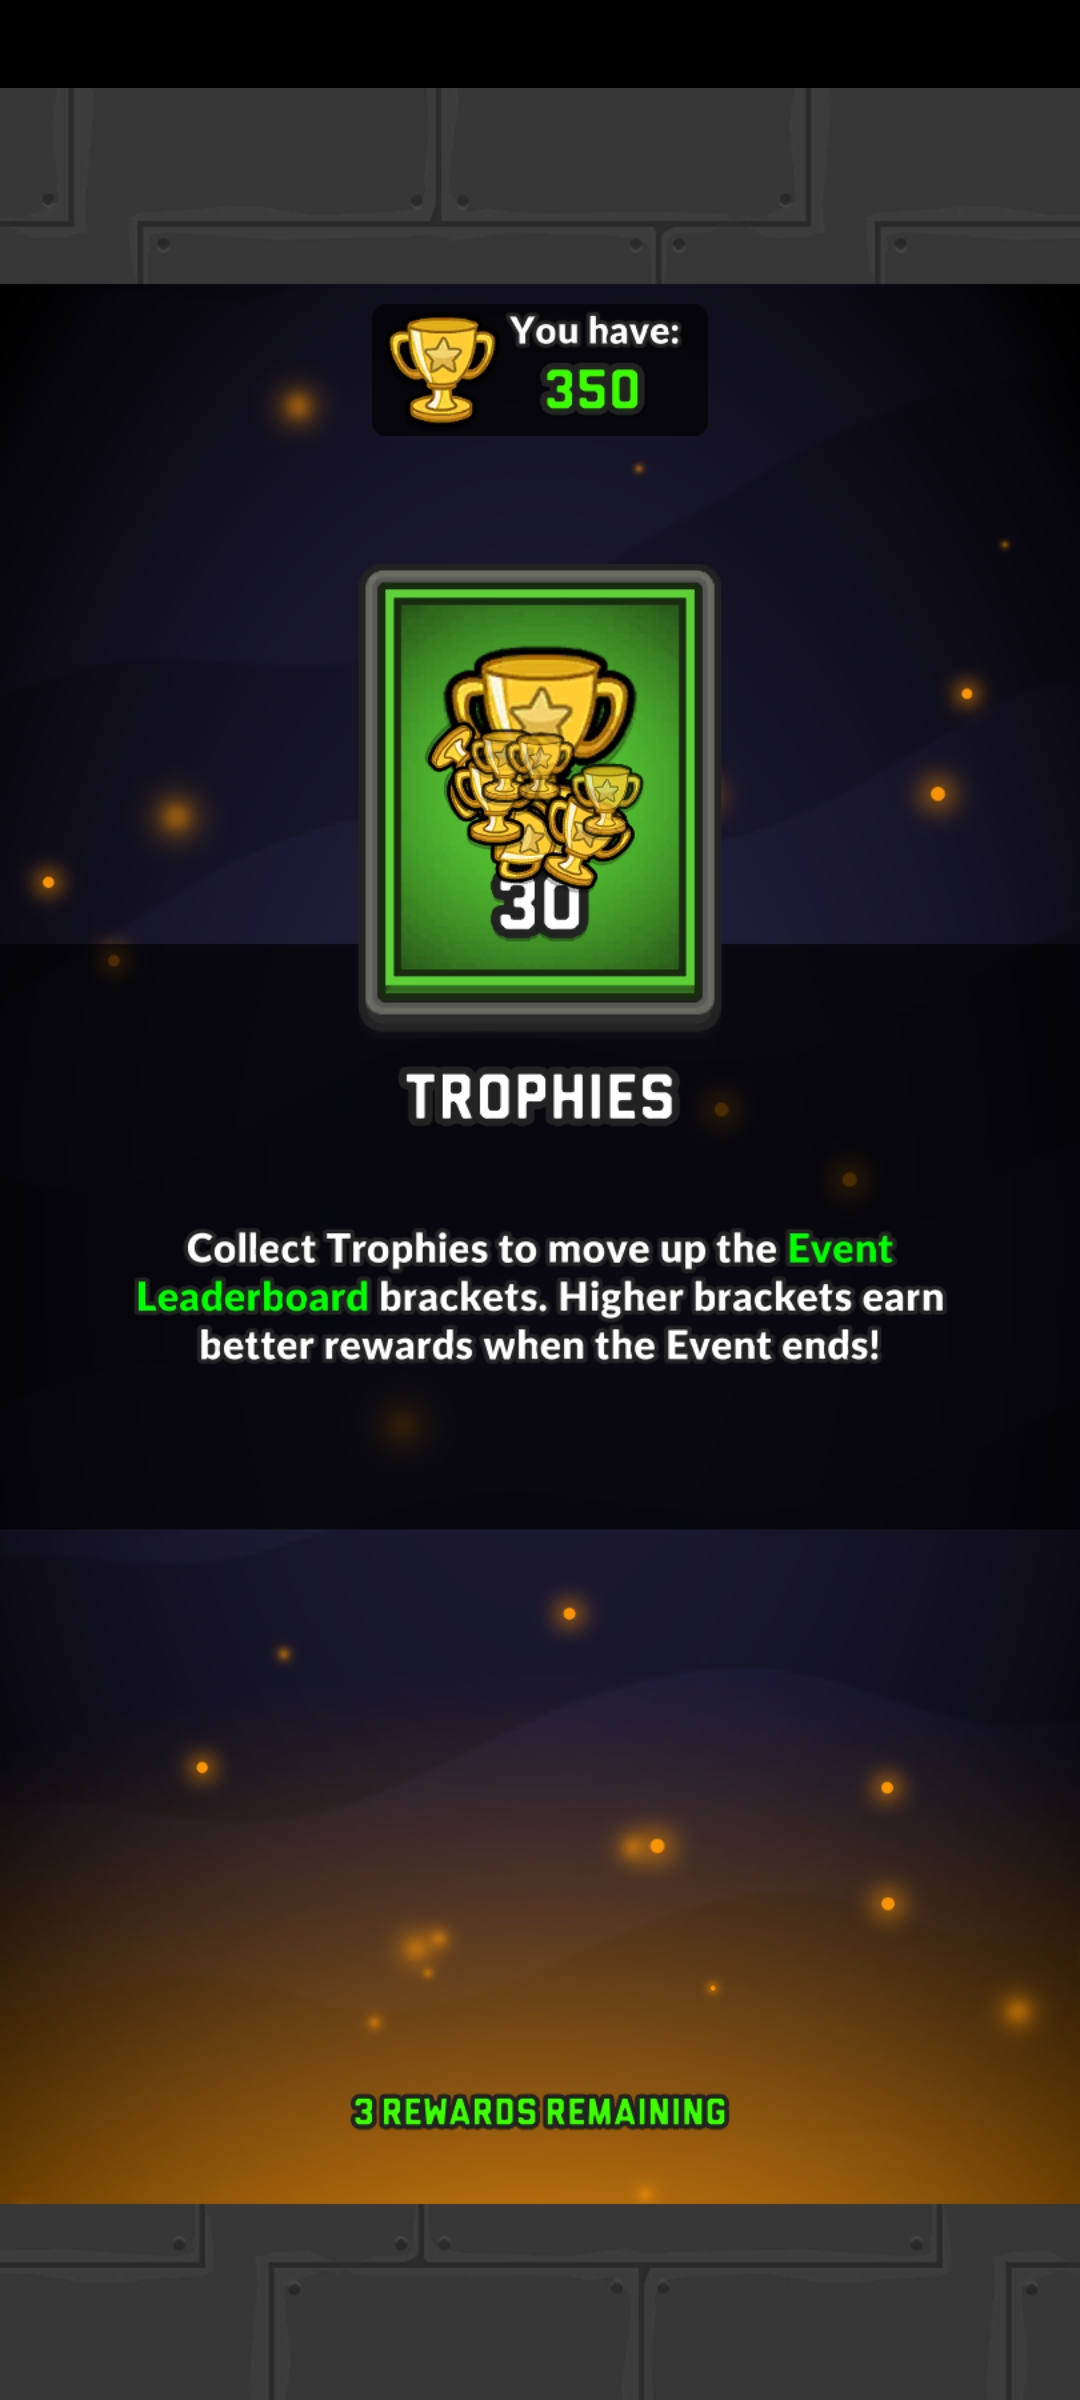 You have:
350
30
TROPHIES
Collect Trophies to move up the Event
Leaderboard brackets. Higher brackets earn
better rewards when the Event ends!
3 REWARDS REMAINING